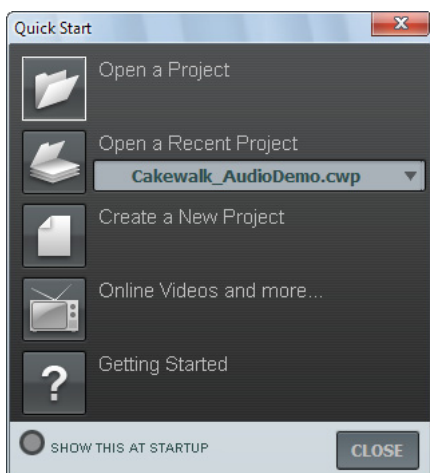 Quick Start
Open a Project
Open a Recent Project
Cakewalk_AudioDemo.cwp
Create a New Project
Online Videos and more...
Getting Started
SHOW THIS AT STARTUP
CLOSE